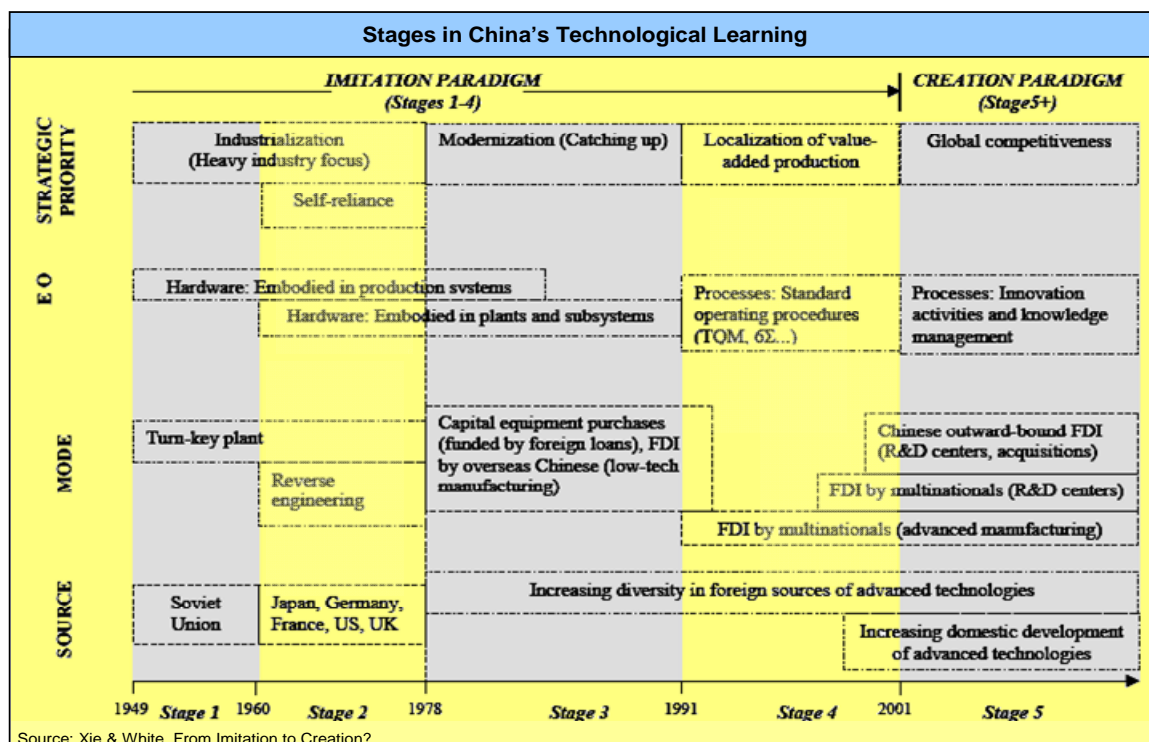 Stages in China's Technological Learning
IMITATION PARADIGM
(Stages 1-4)
CREATION PARADIGM
(Stage5+)
STRATEGIC
PRIORITY
Industrialization
(Heavy industry focus)
Modernization (Catching up)
Localization of value-
added production
Global competitiveness
Self-reliance
E O
Hardware: Embodied in production systems
Hardware: Embodied in plants and subsystems
Processes: Standard
operating procedures
(TQM, 6Σ...)
Processes: Innovation
activities and knowledge
management
MODE
Turn-key plant
Reverse
engineering
Capital equipment purchases
(funded by foreign loans), FDI
by overseas Chinese (low-tech
manufacturing)
Chinese outward-bound FDI
(R&D centers, acquisitions)
FDI by multinationals (R&D centers)
FDI by multinationals (advanced manufacturing)
SOURCE
Soviet
Union
Japan, Germany,
France, US, UK
Increasing diversity in foreign sources of advanced technologies
Increasing domestic development
of advanced technologies
1949 Stage 1 1960 Stage 2 1978 Stage 3 1991 Stage 4 2001 Stage 5
Source: Xie & White, From Imitation to Creation?